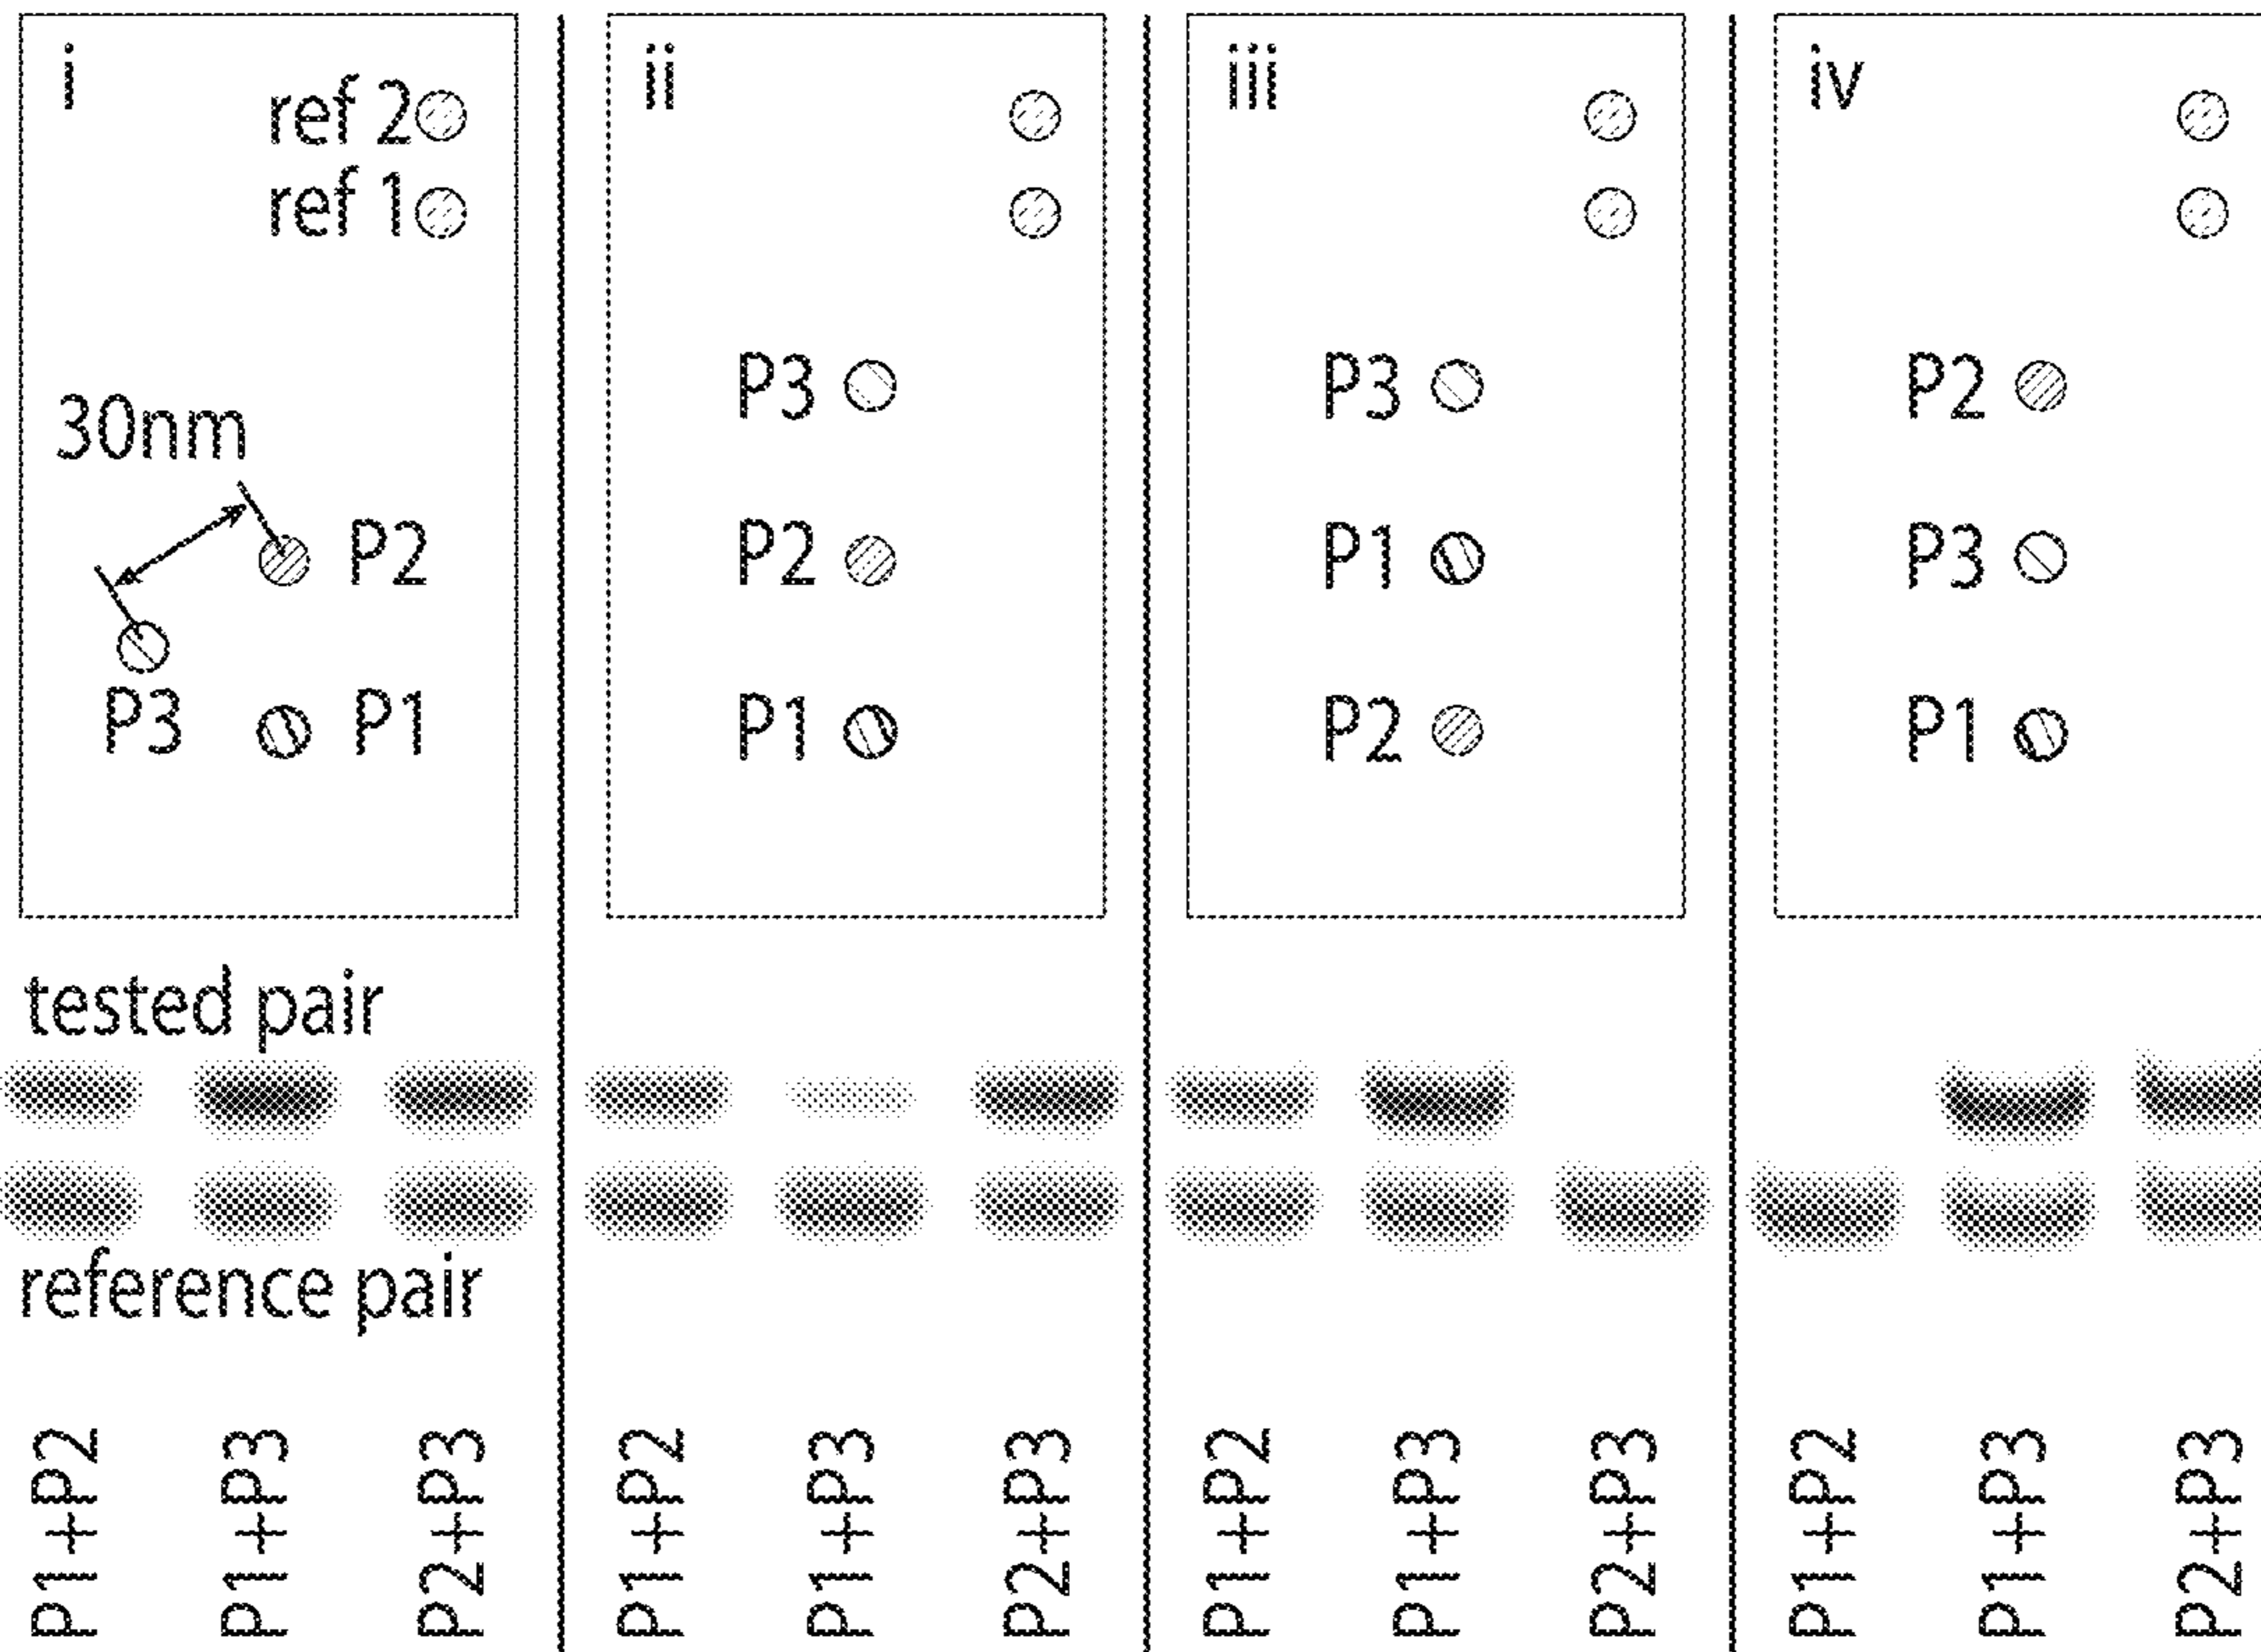 i
ref 2
ref 1
30nm
P2
P3
P1
ii
P3
P2
P1
iii
P3
P1
P2
iv
P2
P3
P1
tested pair
reference pair
P1+P2
P1+P3
P2+P3
P1+P2
P1+P3
P2+P3
P1+P2
P1+P3
P2+P3
P1+P2
P1+P3
P2+P3